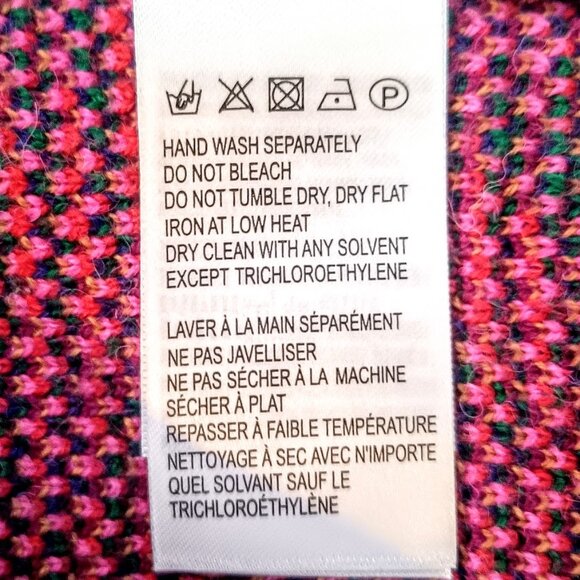 P
HAND WASH SEPARATELY
DO NOT BLEACH
DO NOT TUMBLE DRY, DRY FLAT
IRON AT LOW HEAT
DRY CLEAN WITH ANY SOLVENT
EXCEPT TRICHLOROETHYLENE
LAVER À LA MAIN SÉPARÉMENT
NE PAS JAVELLISER
NE PAS SÉCHER À LA MACHINE
SÉCHER À PLAT
REPASSER À FAIBLE TEMPÉRATURE
NETTOYAGE À SEC AVEC N'IMPORTE
QUEL SOLVANT SAUF LE
TRICHLOROÉTHYLÈNE